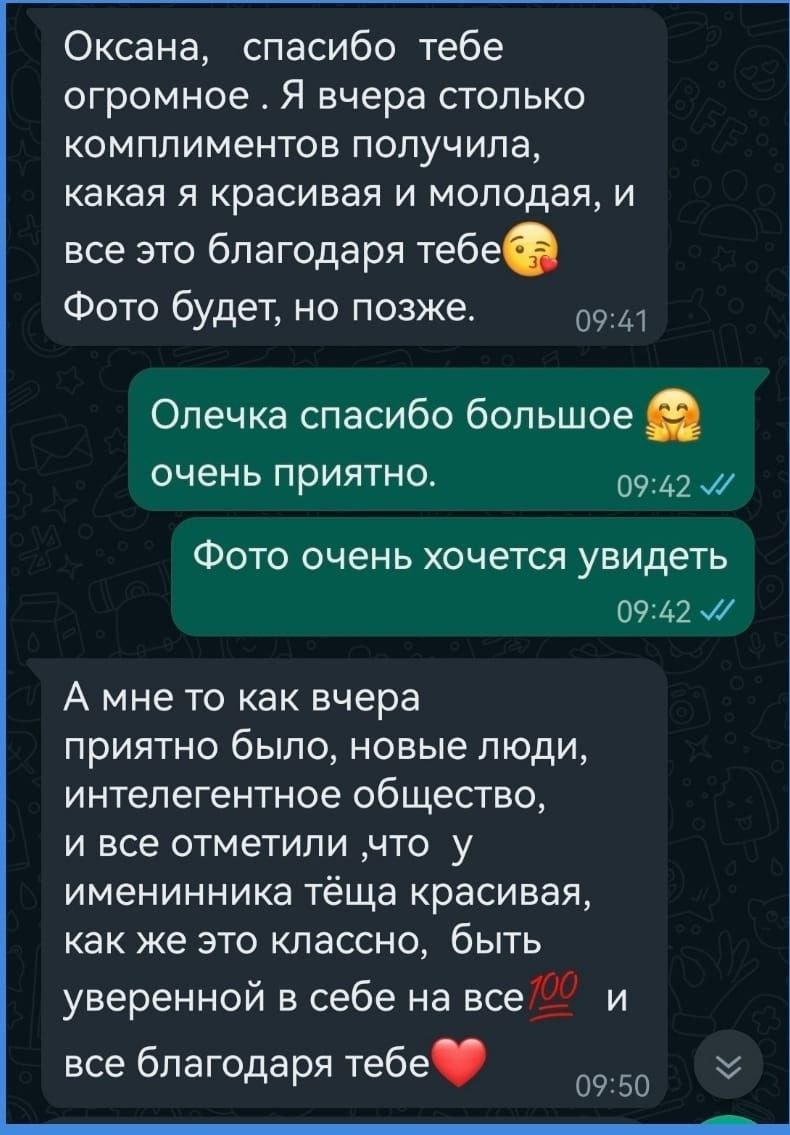 Оксана, спасибо тебе
огромное . Я вчера столько
комплиментов получила,
какая я красивая и молодая, и
все это благодаря тебе😘
Фото будет, но позже.
09:41
Олечка спасибо большое 🤗
очень приятно.
09:42
Фото очень хочется увидеть
09:42
А мне то как вчера
приятно было, новые люди,
интелегентное общество,
и все отметили ,что у
именинника тёща красивая,
как же это классно, быть
уверенной в себе на все💯 и
все благодаря тебе❤️
09:50